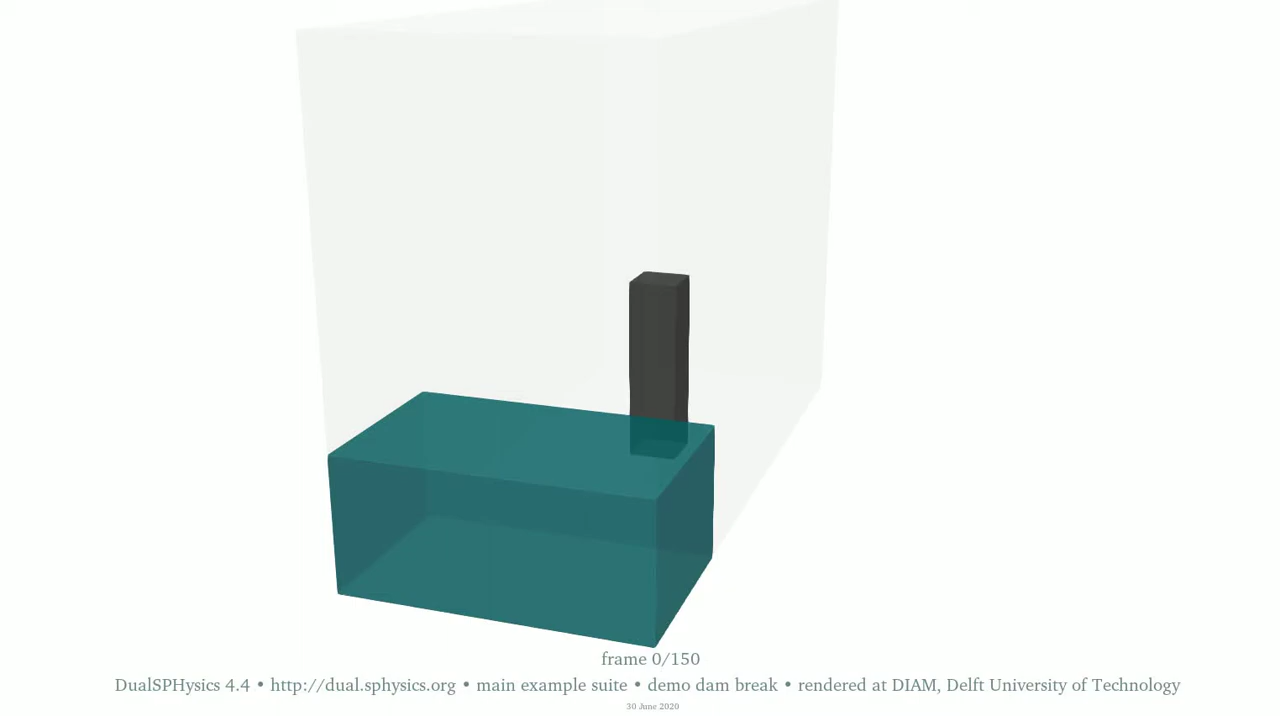 frame 0/150
DualSPHysics 4.4 • http://dual.sphysics.org • main example suite • demo dam break • rendered at DIAM, Delft University of Technology
30 June 2020